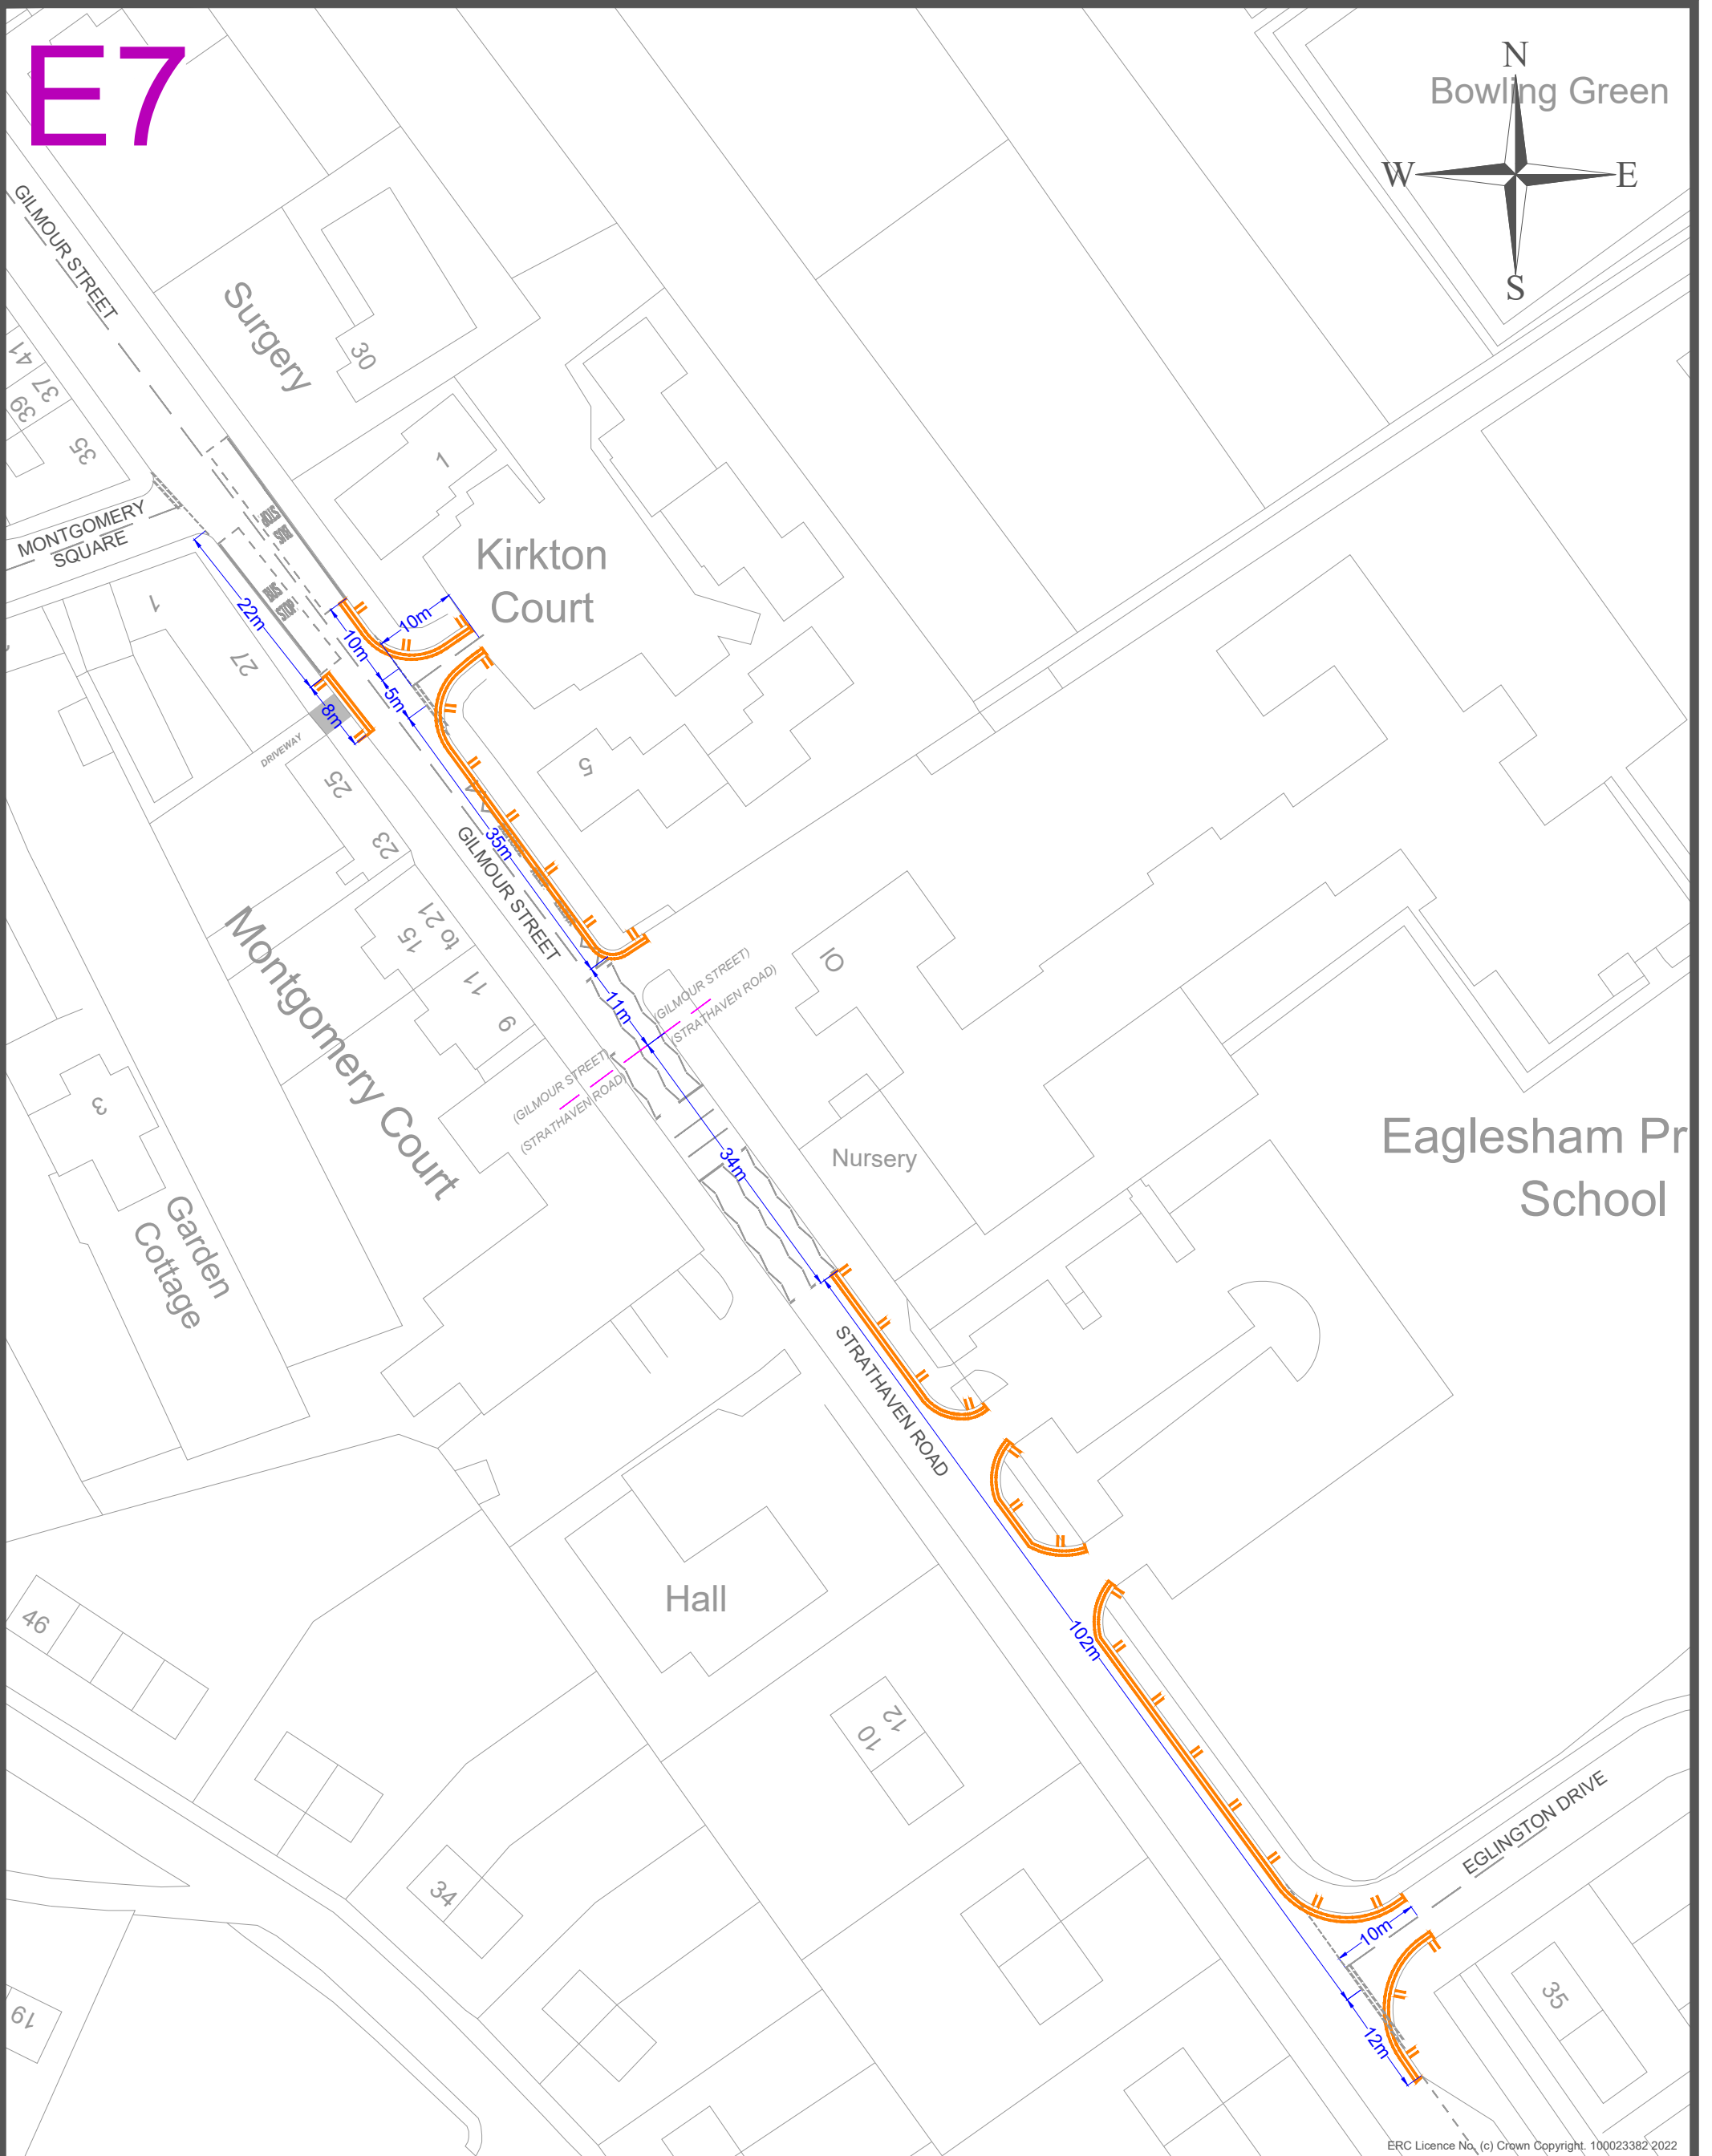 E7
N
Bowling Green
W
E
S
GILMOUR STREET
Surgery
30
41
37
39
35
1
MONTGOMERY
SQUARE
Kirkton
Court
22m
10m
10m
5m
8m
1
27
DRIVEWAY
25
23
5
35m
GILMOUR STREET
15
to 21
11
9
Montgomery Court
11m
(GILMOUR STREET)
(STRATHAVEN ROAD)
(GILMOUR STREET)
(STRATHAVEN ROAD)
10
Nursery
34m
Eaglesham Pr
School
3
Garden
Cottage
STRATHAVEN ROAD
Hall
46
102m
12
10
34
EGLINGTON DRIVE
10m
35
12m
19
ERC Licence No. (c) Crown Copyright. 100023382 2022